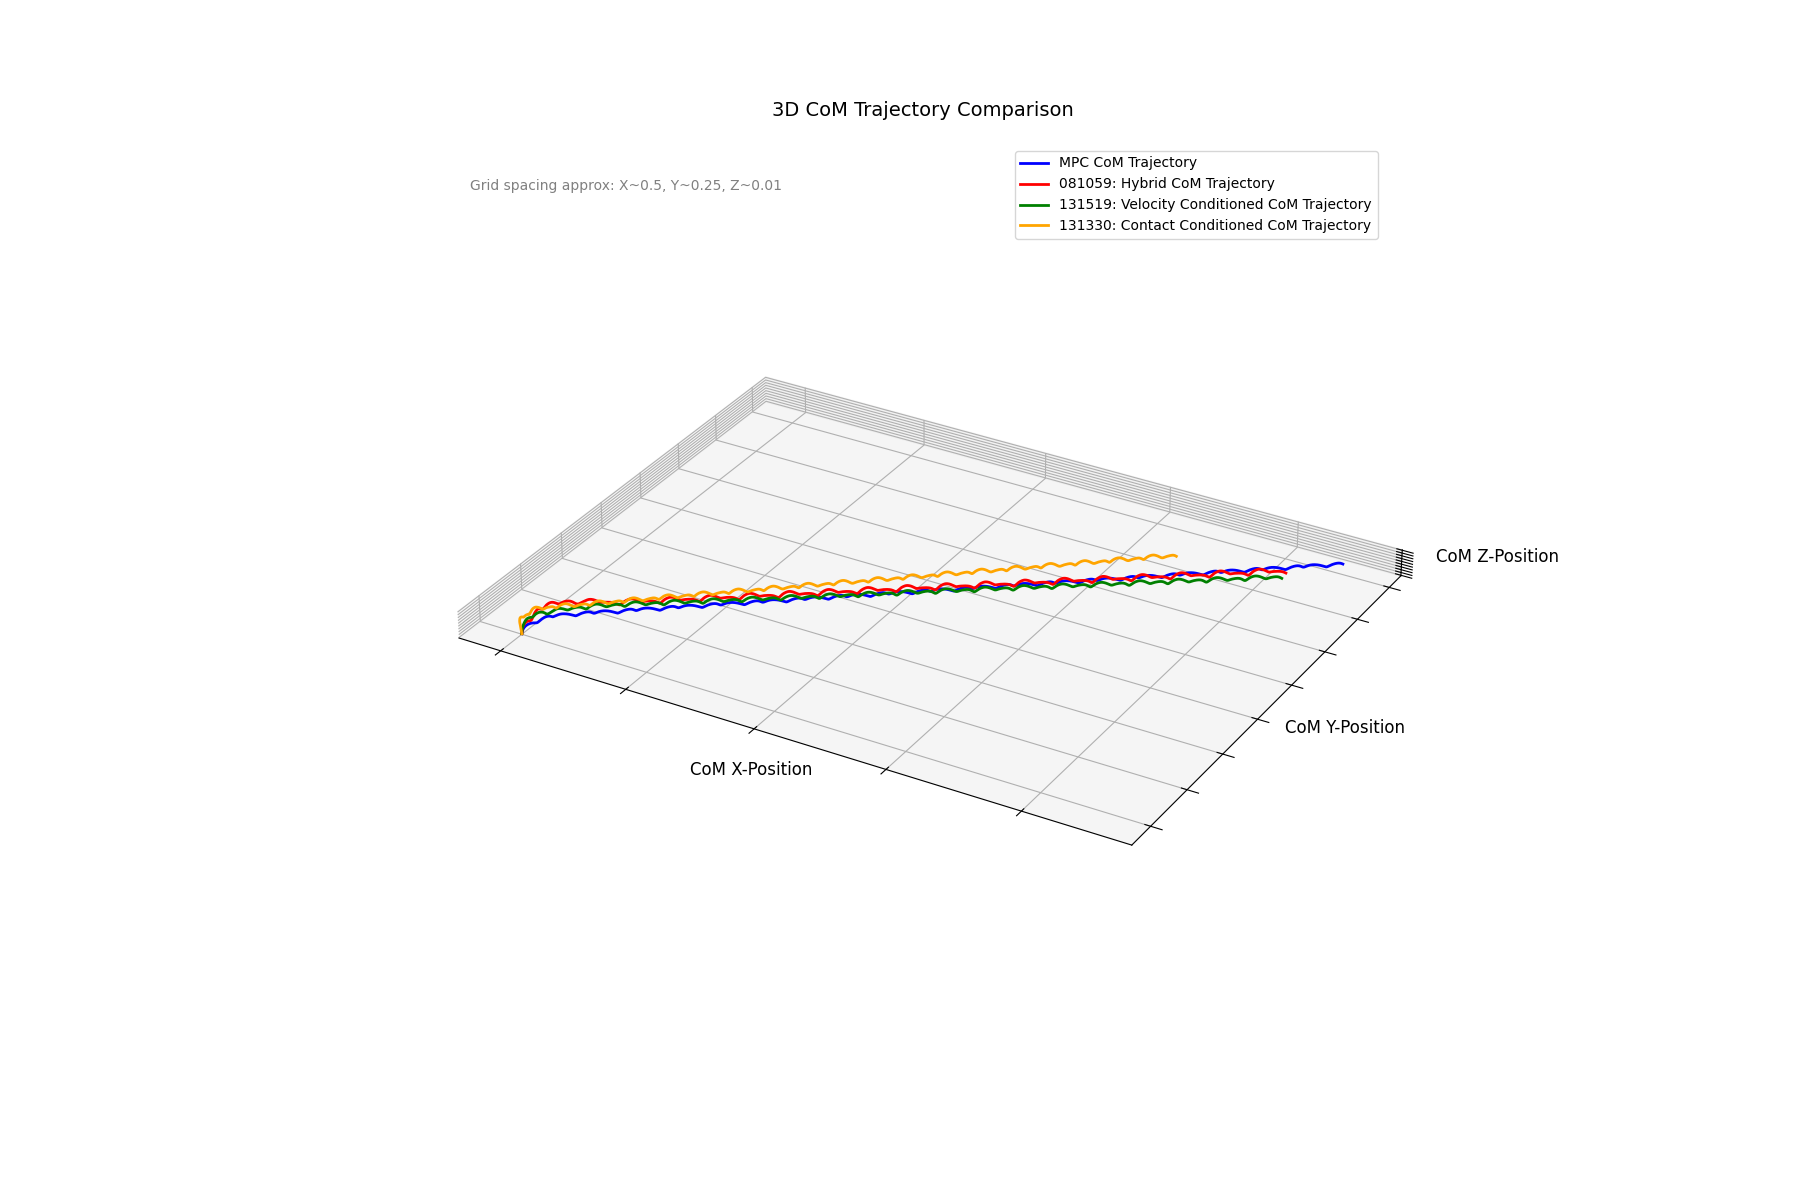 3D CoM Trajectory Comparison
Grid spacing approx: X~0.5, Y~0.25, Z~0.01
MPC CoM Trajectory
081059: Hybrid CoM Trajectory
131519: Velocity Conditioned CoM Trajectory
131330: Contact Conditioned CoM Trajectory
CoM Z-Position
CoM Y-Position
CoM X-Position